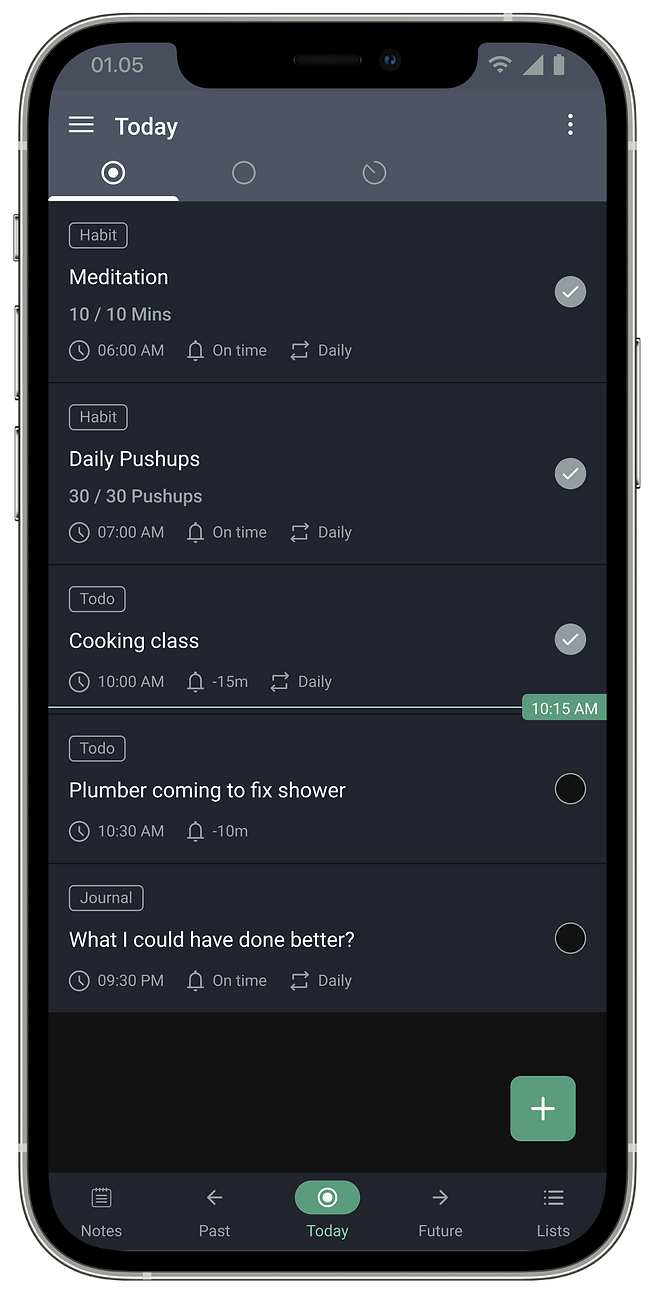 01.05
Today
Habit
Meditation
10 / 10 Mins
06:00 AM On time Daily
Habit
Daily Pushups
30 / 30 Pushups
07:00 AM On time Daily
Todo
Cooking class
10:00 AM -15m Daily
10:15 AM
Todo
Plumber coming to fix shower
10:30 AM -10m
Journal
What I could have done better?
09:30 PM On time Daily
Notes Past Today Future Lists